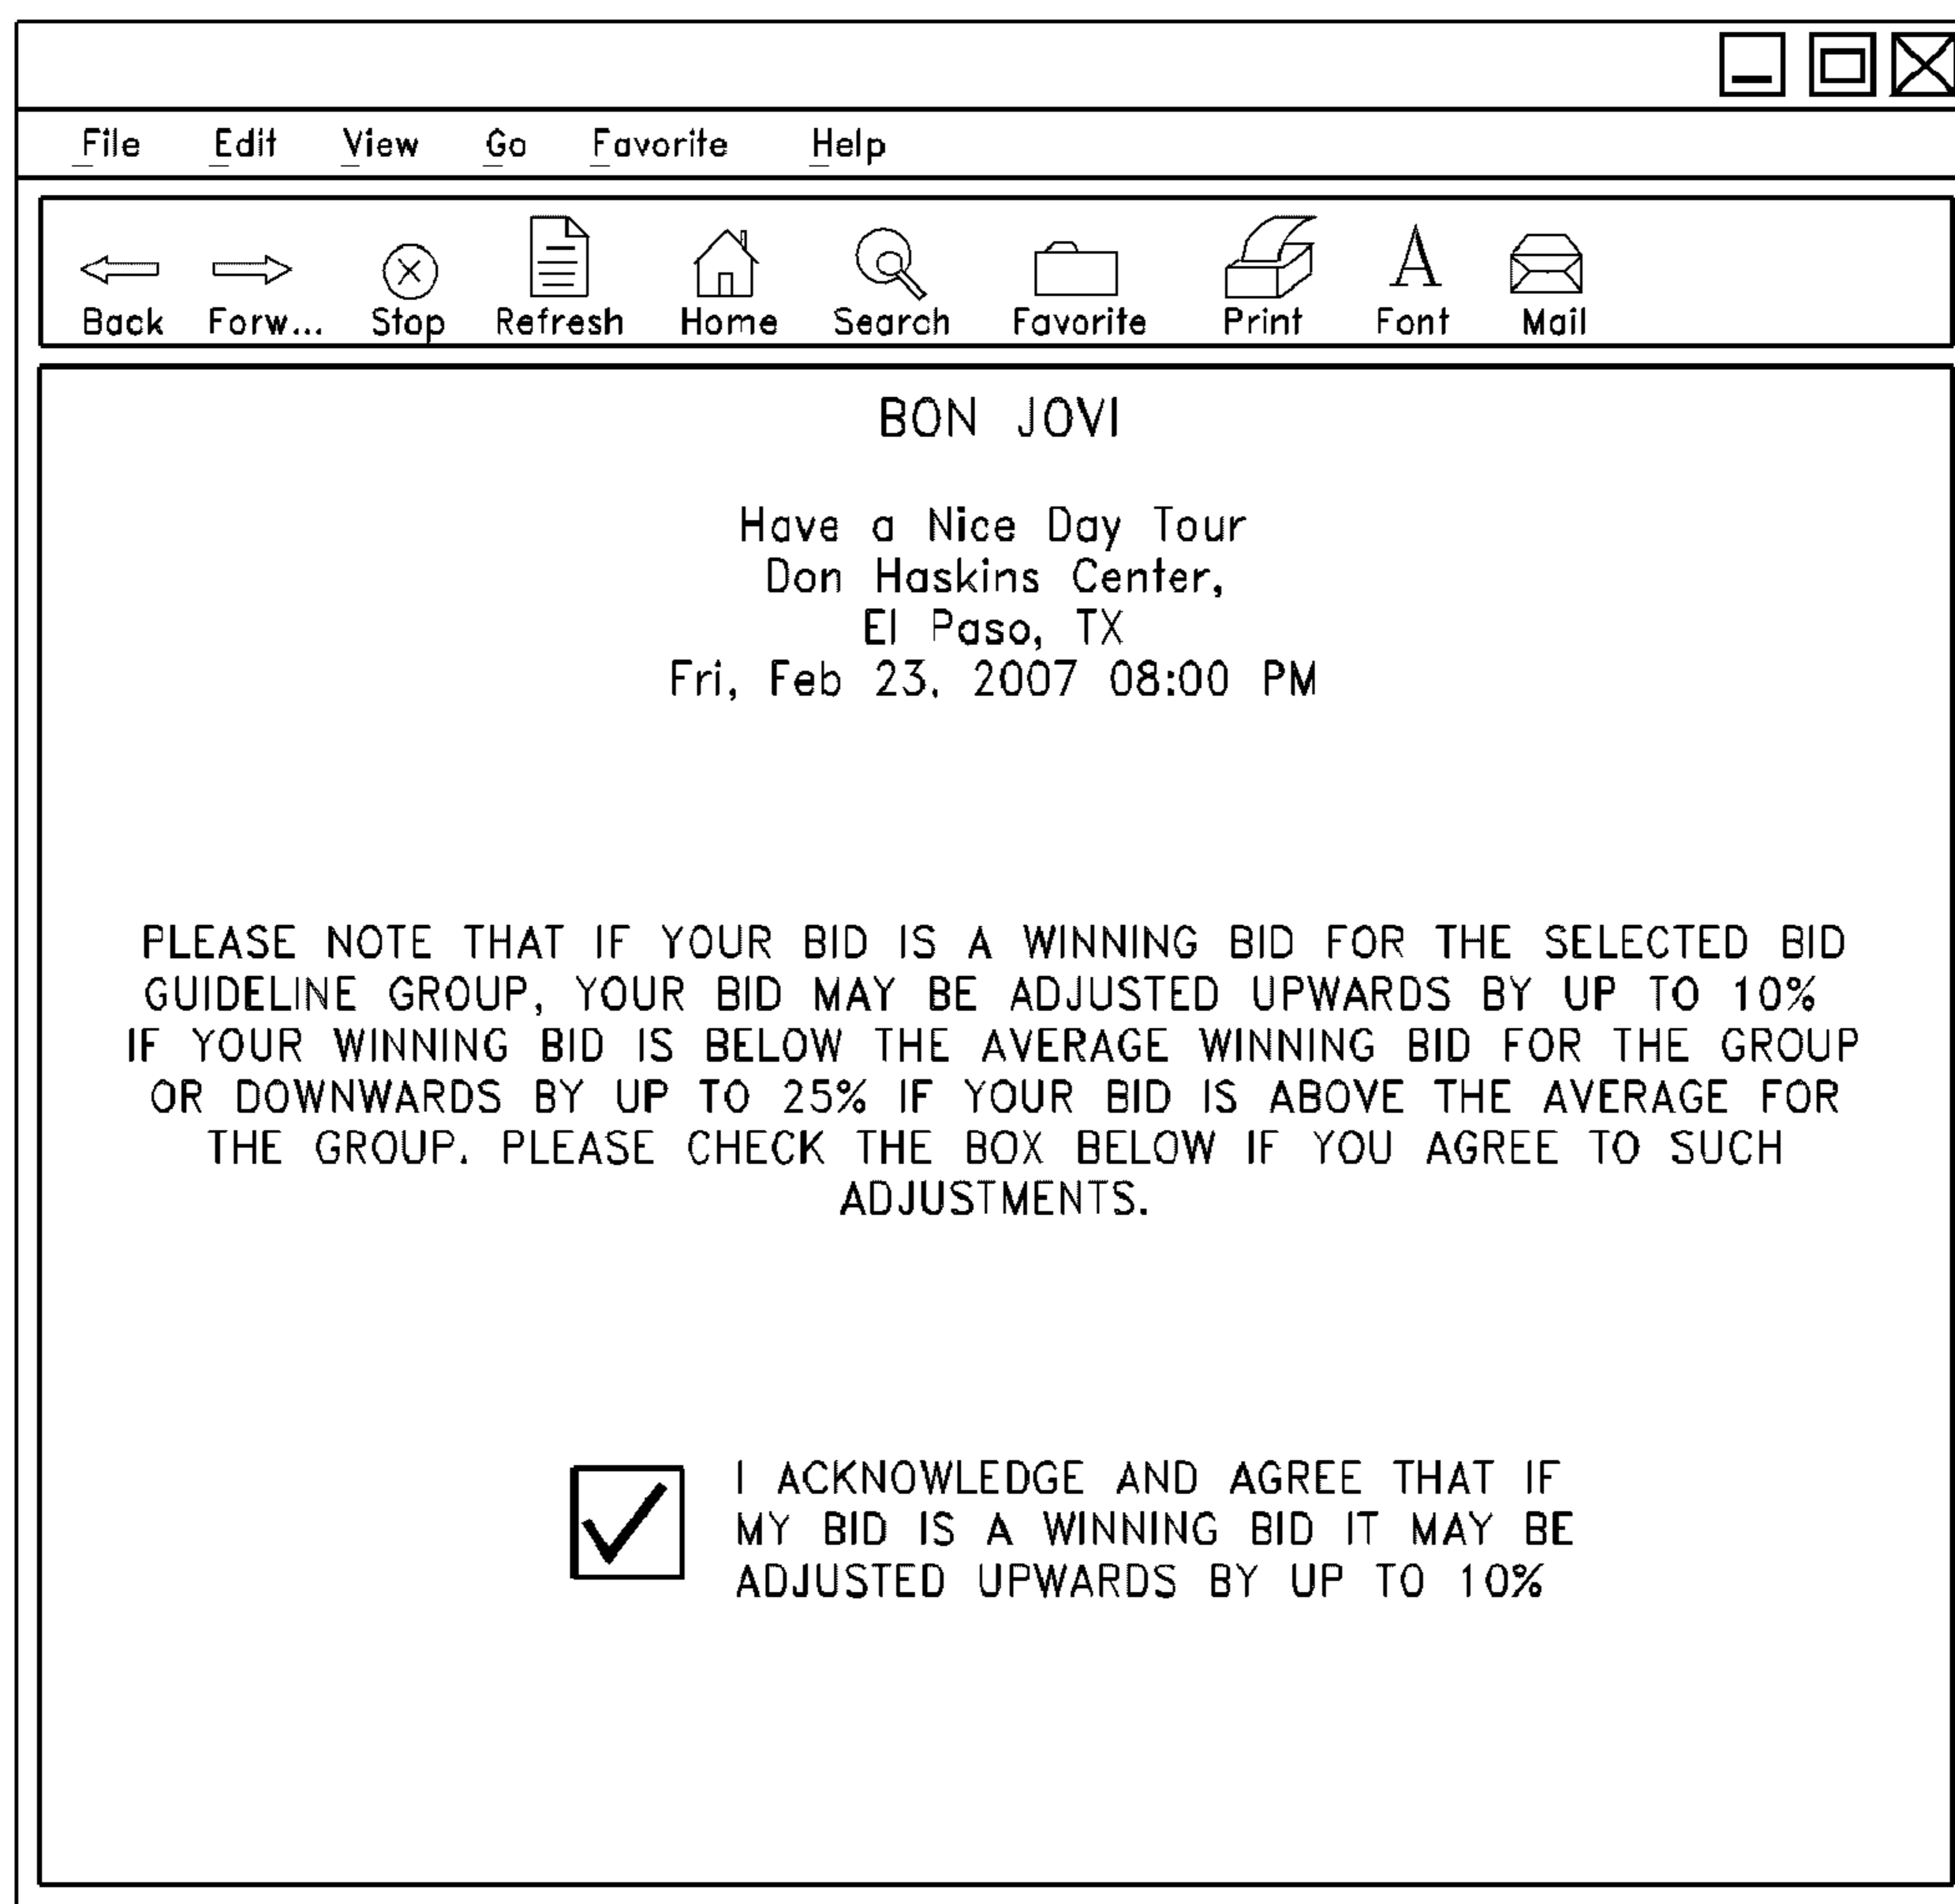 File Edit View Go Favorite Help
Back Forw... Stop Refresh Home Search Favorite Print Font Mail
BON JOVI
Have a Nice Day Tour
Don Haskins Center,
El Paso, TX
Fri, Feb 23. 2007 08:00 PM
PLEASE NOTE THAT IF YOUR BID IS A WINNING BID FOR THE SELECTED BID
GUIDELINE GROUP, YOUR BID MAY BE ADJUSTED UPWARDS BY UP TO 10%
IF YOUR WINNING BID IS BELOW THE AVERAGE WINNING BID FOR THE GROUP
OR DOWNWARDS BY UP TO 25% IF YOUR BID IS ABOVE THE AVERAGE FOR
THE GROUP. PLEASE CHECK THE BOX BELOW IF YOU AGREE TO SUCH
ADJUSTMENTS.
I ACKNOWLEDGE AND AGREE THAT IF
MY BID IS A WINNING BID IT MAY BE
ADJUSTED UPWARDS BY UP TO 10%